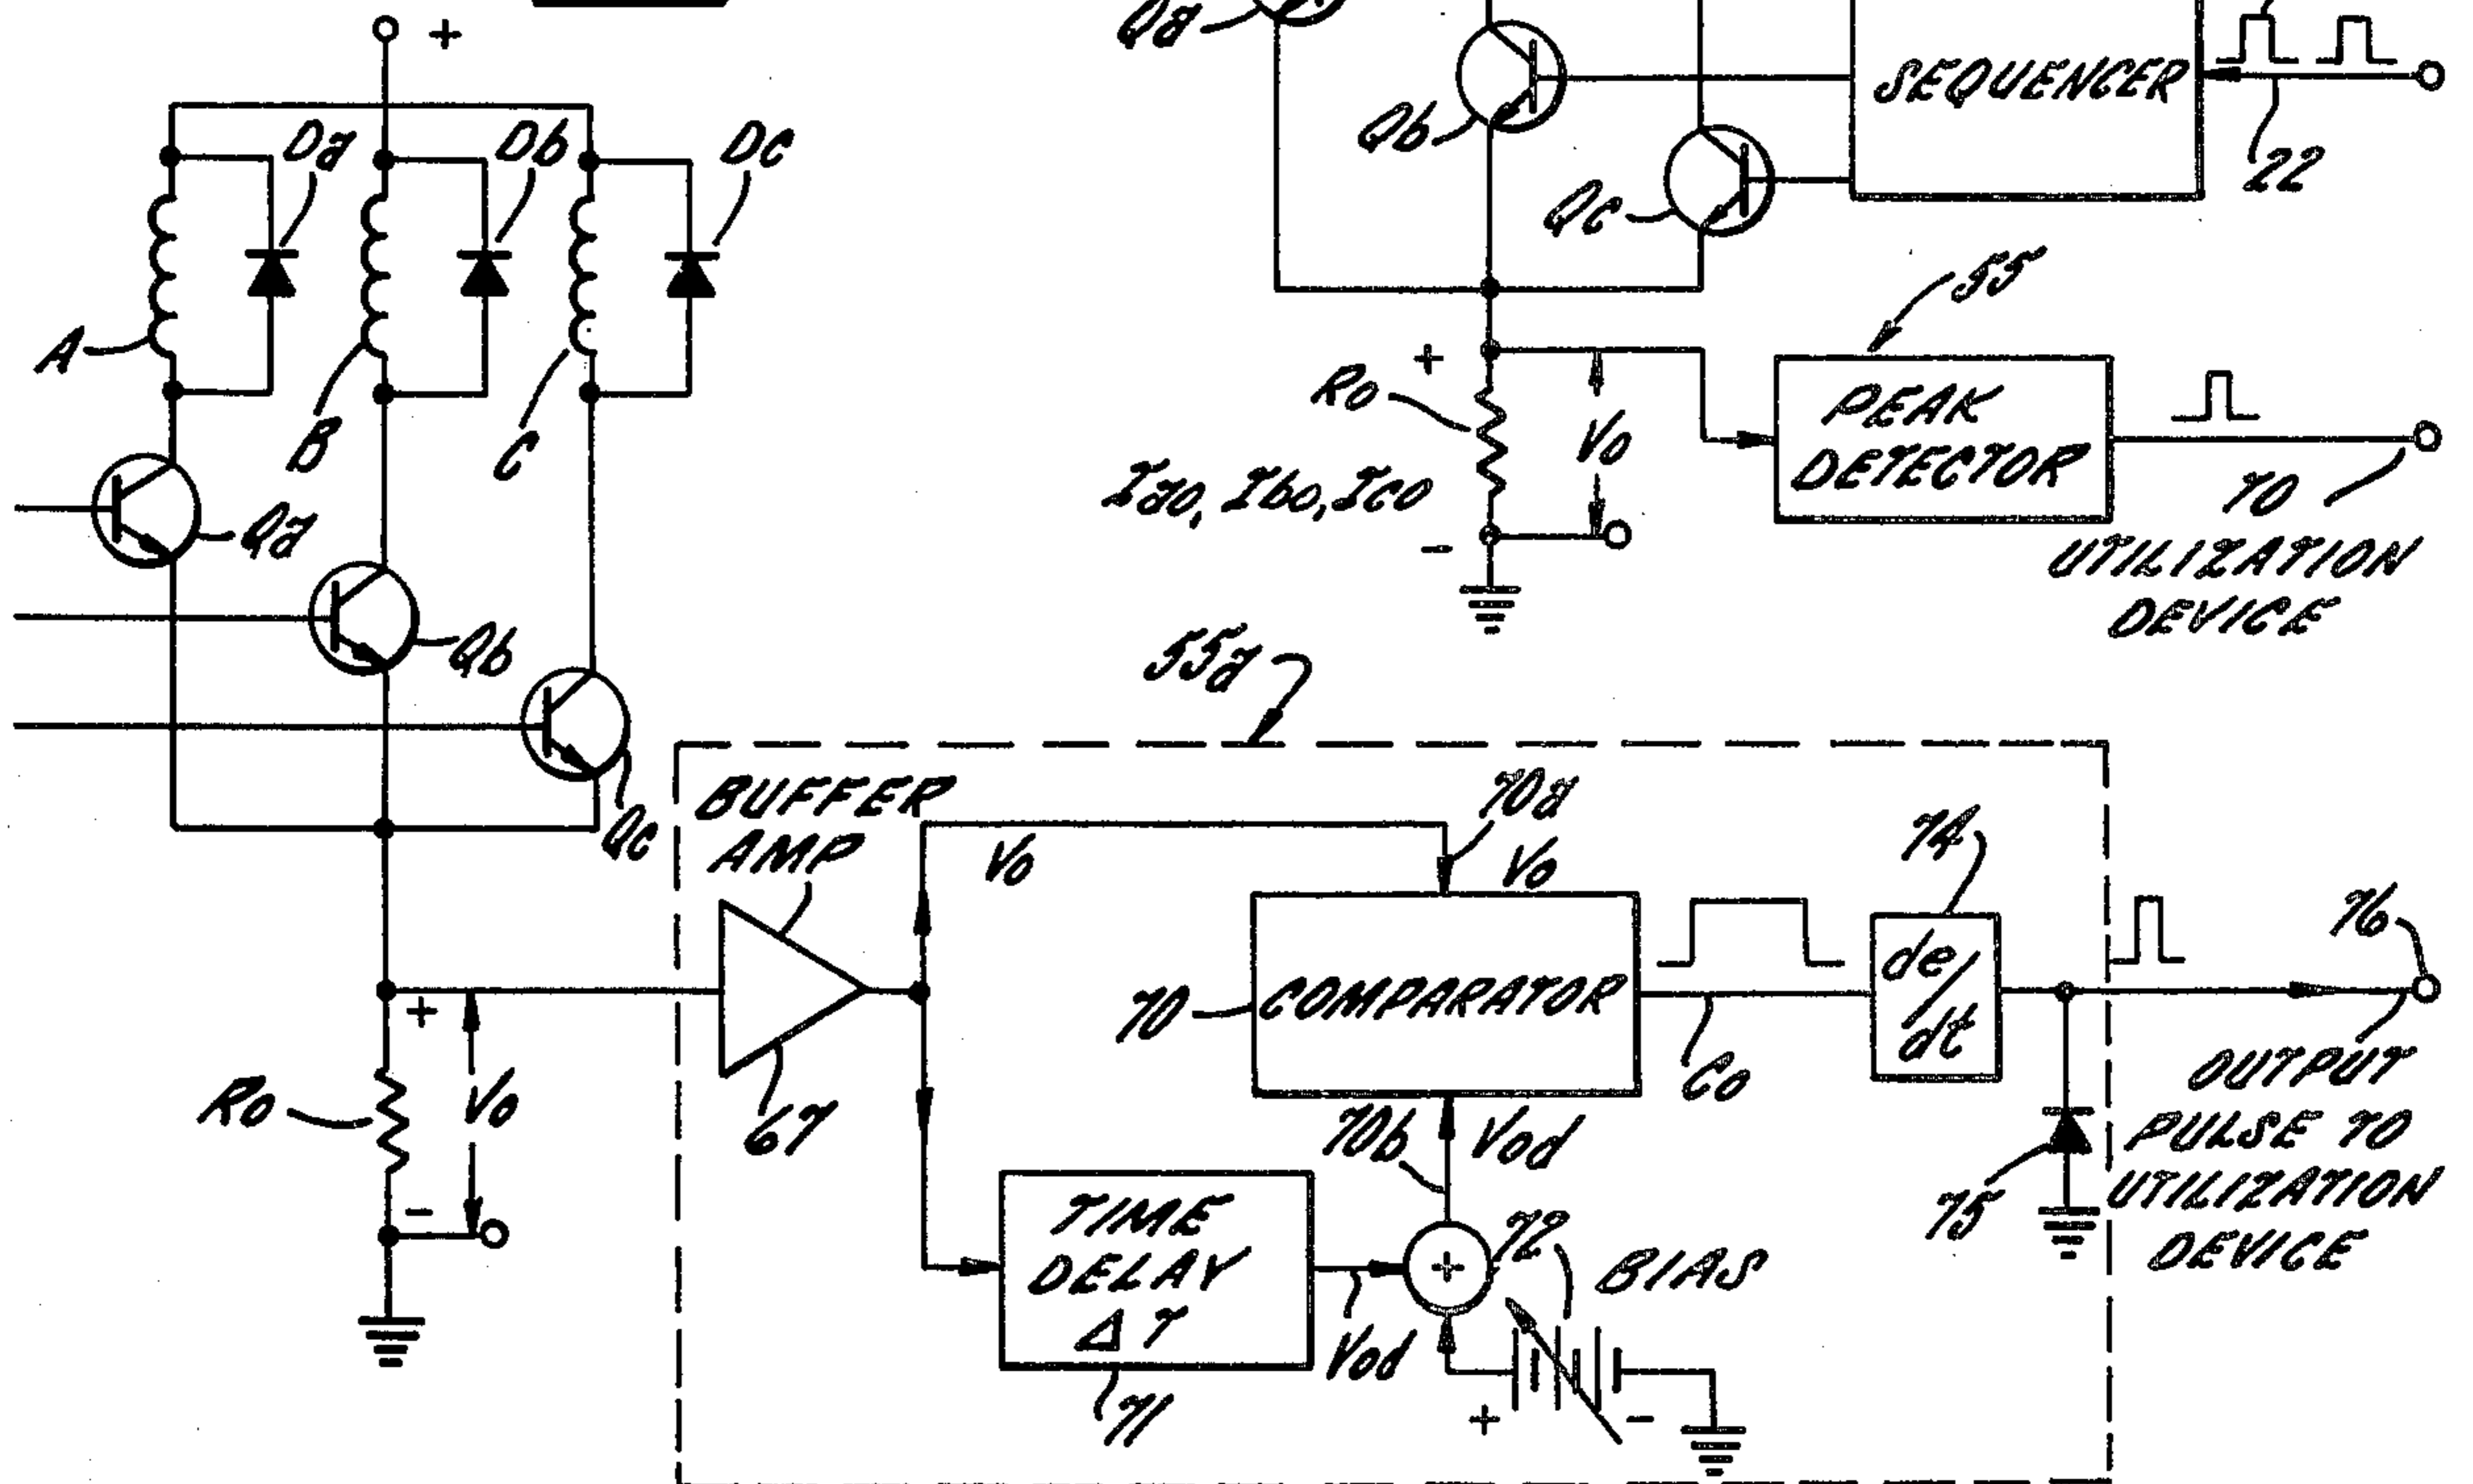 +
Da
Db
Dc
A
B
C
Qa
Qb
Qc
+
Ro
Vo
-
Qa
Qb
Qc
SEQUENCER
22
55
+
Ro
Vo
Iao, Ibo, Ico
-
PEAK
DETECTOR
TO
UTILIZATION
DEVICE
55a
BUFFER
AMP
67
Vo
70a
Vo
70
COMPARATOR
Co
74
de/
dt
76
OUTPUT
PULSE TO
UTILIZATION
DEVICE
75
70b
Vod
TIME
DELAY
Δ T
71
Vod
+
72
BIAS
+
-